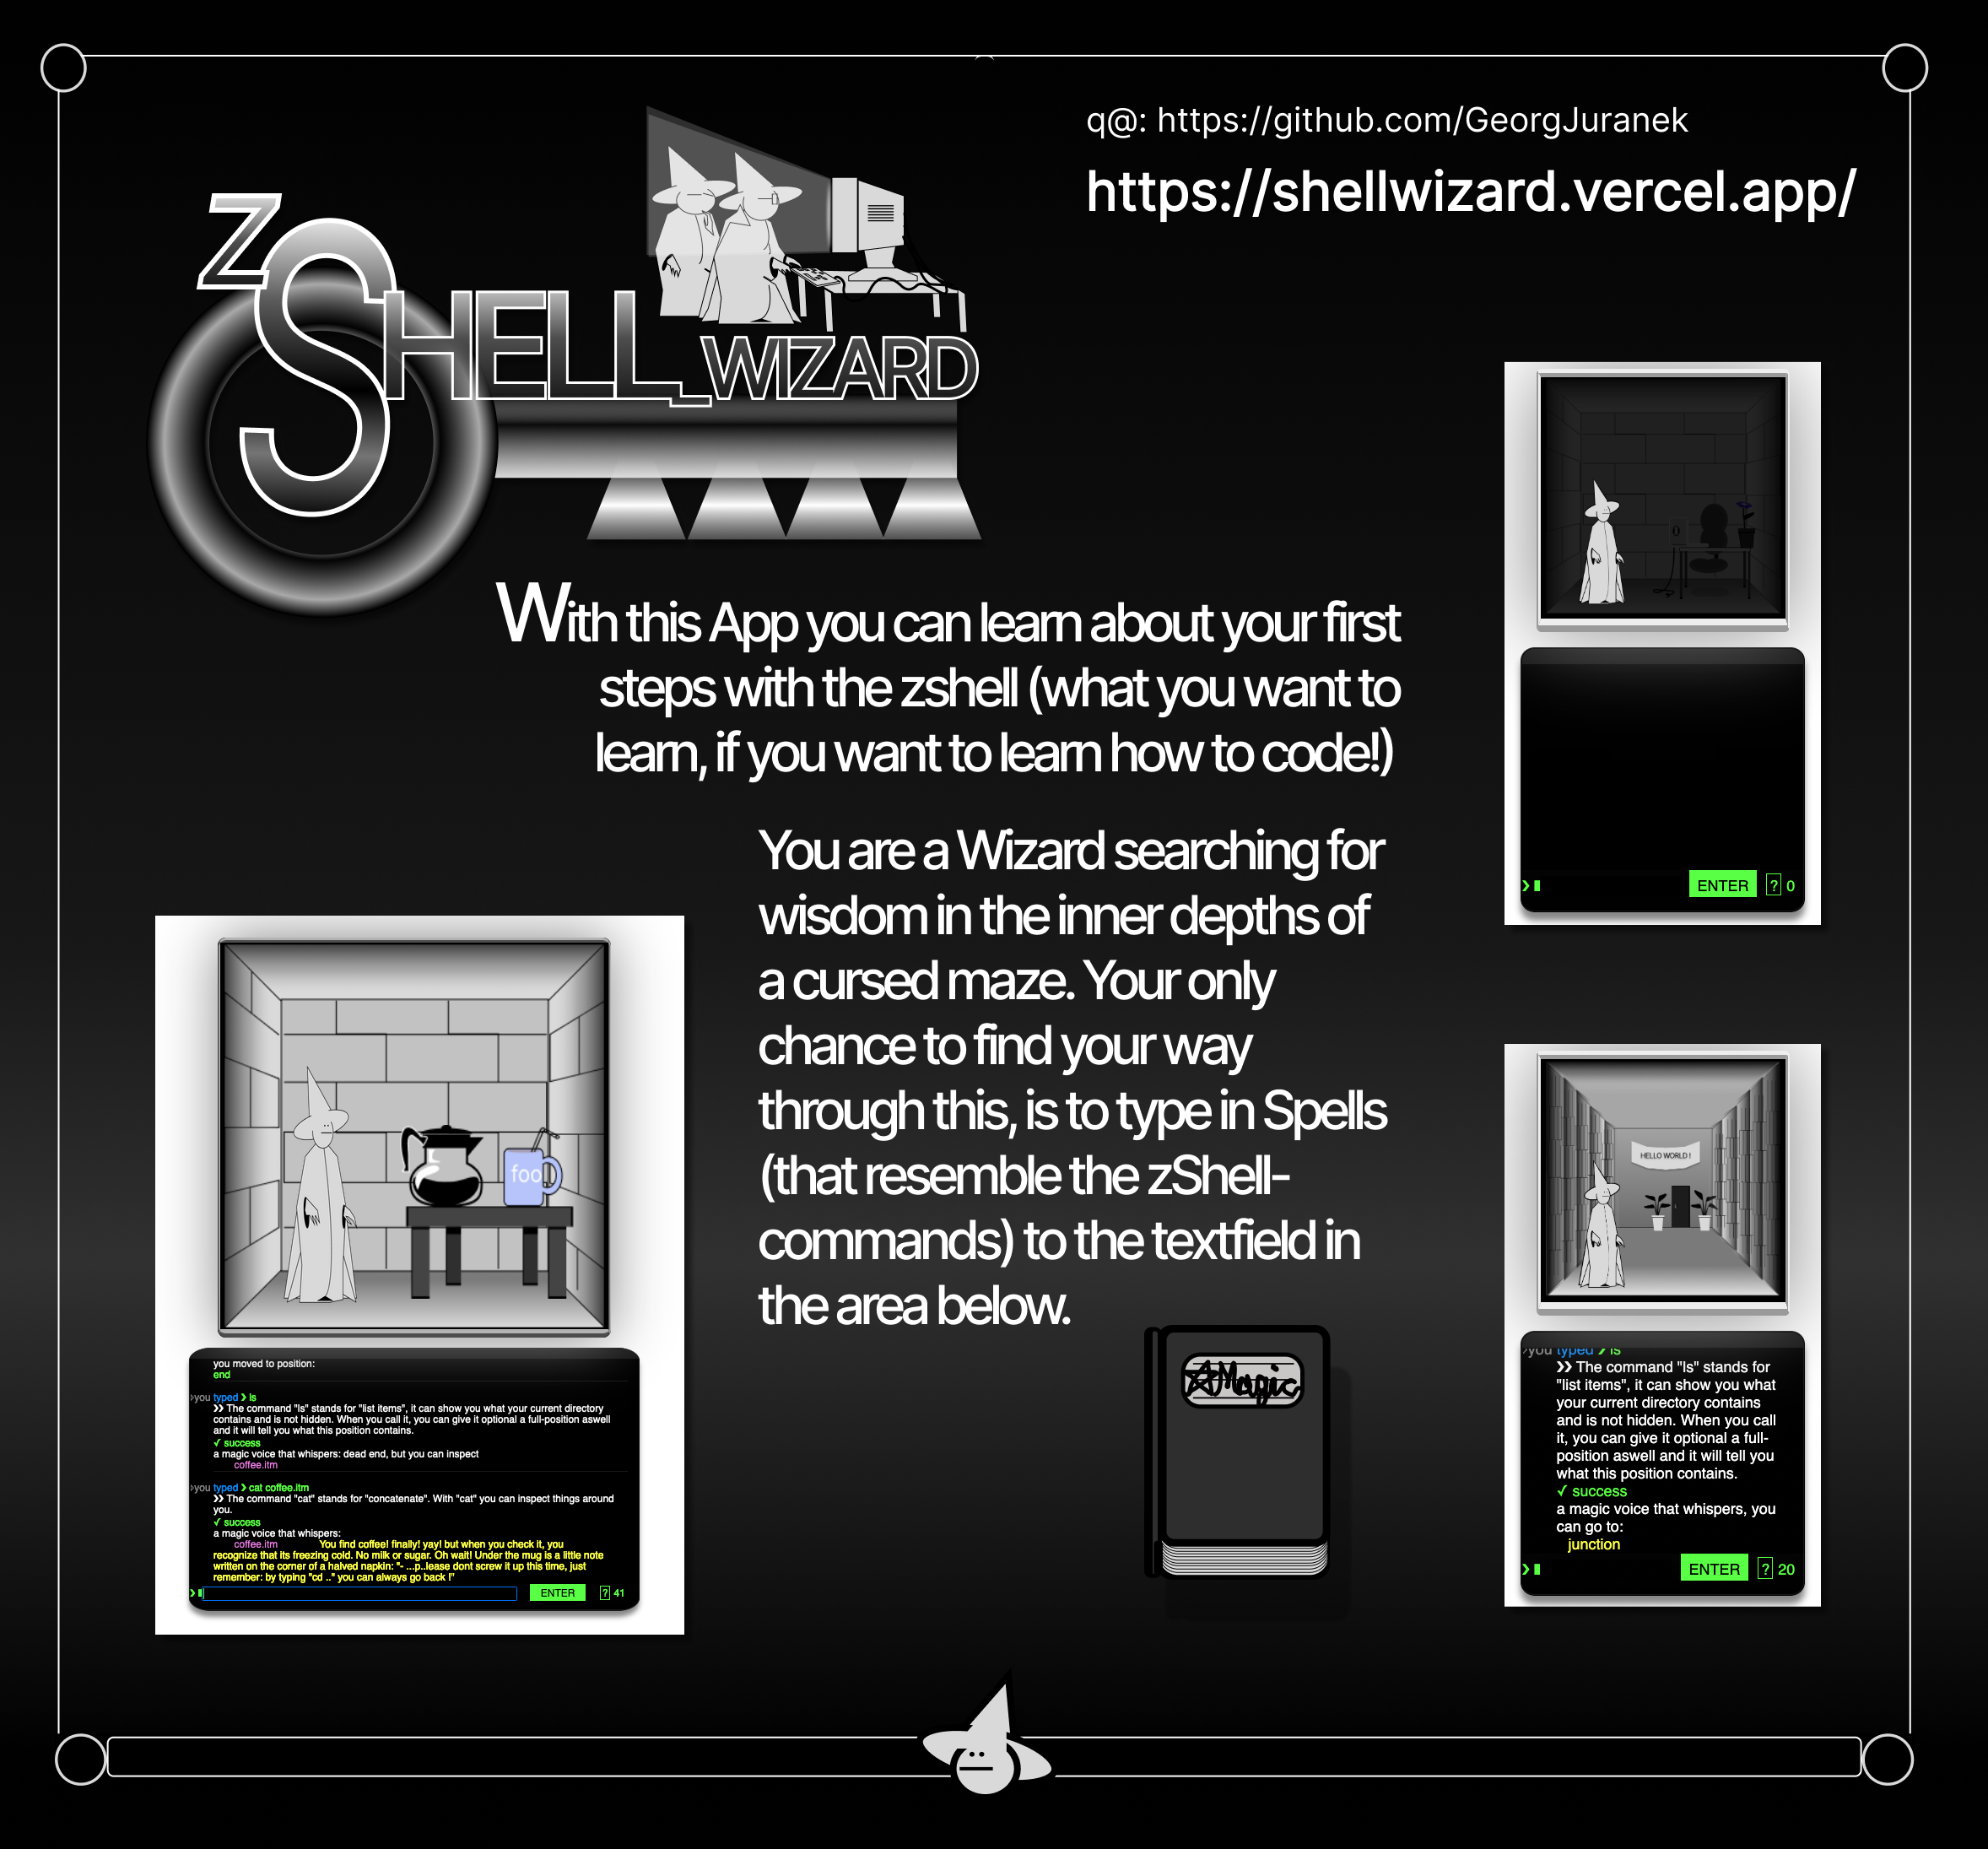 q@: https://github.com/GeorgJuranek
https://shellwizard.vercel.app/
zSHELL_WIZARD
With this App you can learn about your first
steps with the zshell (what you want to
learn, if you want to learn how to code!)
You are a Wizard searching for
wisdom in the inner depths of
a cursed maze. Your only
chance to find your way
through this, is to type in Spells
(that resemble the zShell-
commands) to the textfield in
the area below.
❯ ENTER ? 0
foo
you moved to position:
end
›you typed ❯ ls
❯❯ The command "ls" stands for "list items", it can show you what your current directory
contains and is not hidden. When you call it, you can give it optional a full-position aswell
and it will tell you what this position contains.
✓ success
a magic voice that whispers: dead end, but you can inspect
coffee.itm
›you typed ❯ cat coffee.itm
❯❯ The command "cat" stands for "concatenate". With "cat" you can inspect things around
you.
✓ success
a magic voice that whispers:
coffee.itm You find coffee! finally! yay! but when you check it, you
recognize that its freezing cold. No milk or sugar. Oh wait! Under the mug is a little note
written on the corner of a halved napkin: "- ...p..lease dont screw it up this time, just
remember: by typing "cd .." you can always go back !"
❯ ENTER ? 41
Magic
HELLO WORLD !
›you typed ❯ ls
❯❯ The command "ls" stands for
"list items", it can show you what
your current directory contains
and is not hidden. When you call
it, you can give it optional a full-
position aswell and it will tell you
what this position contains.
✓ success
a magic voice that whispers, you
can go to:
junction
❯ ENTER ? 20